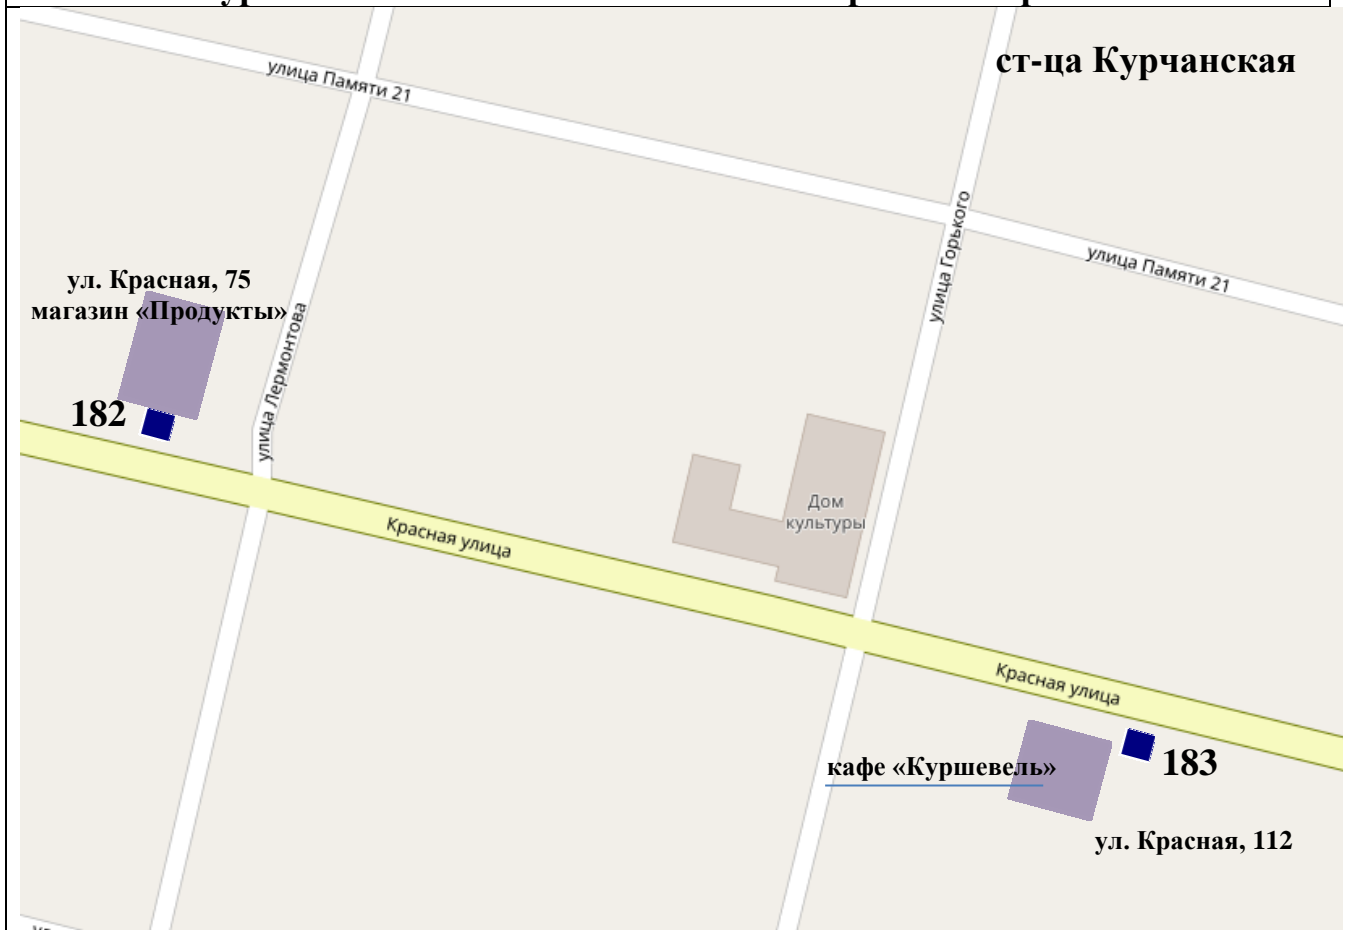 ст-ца Курчанская
улица Памяти 21
улица Горького
улица Памяти 21
ул. Красная, 75
магазин «Продукты»
улица Лермонтова
182
Дом
культуры
Красная улица
Красная улица
кафе «Куршевель»
183
ул. Красная, 112